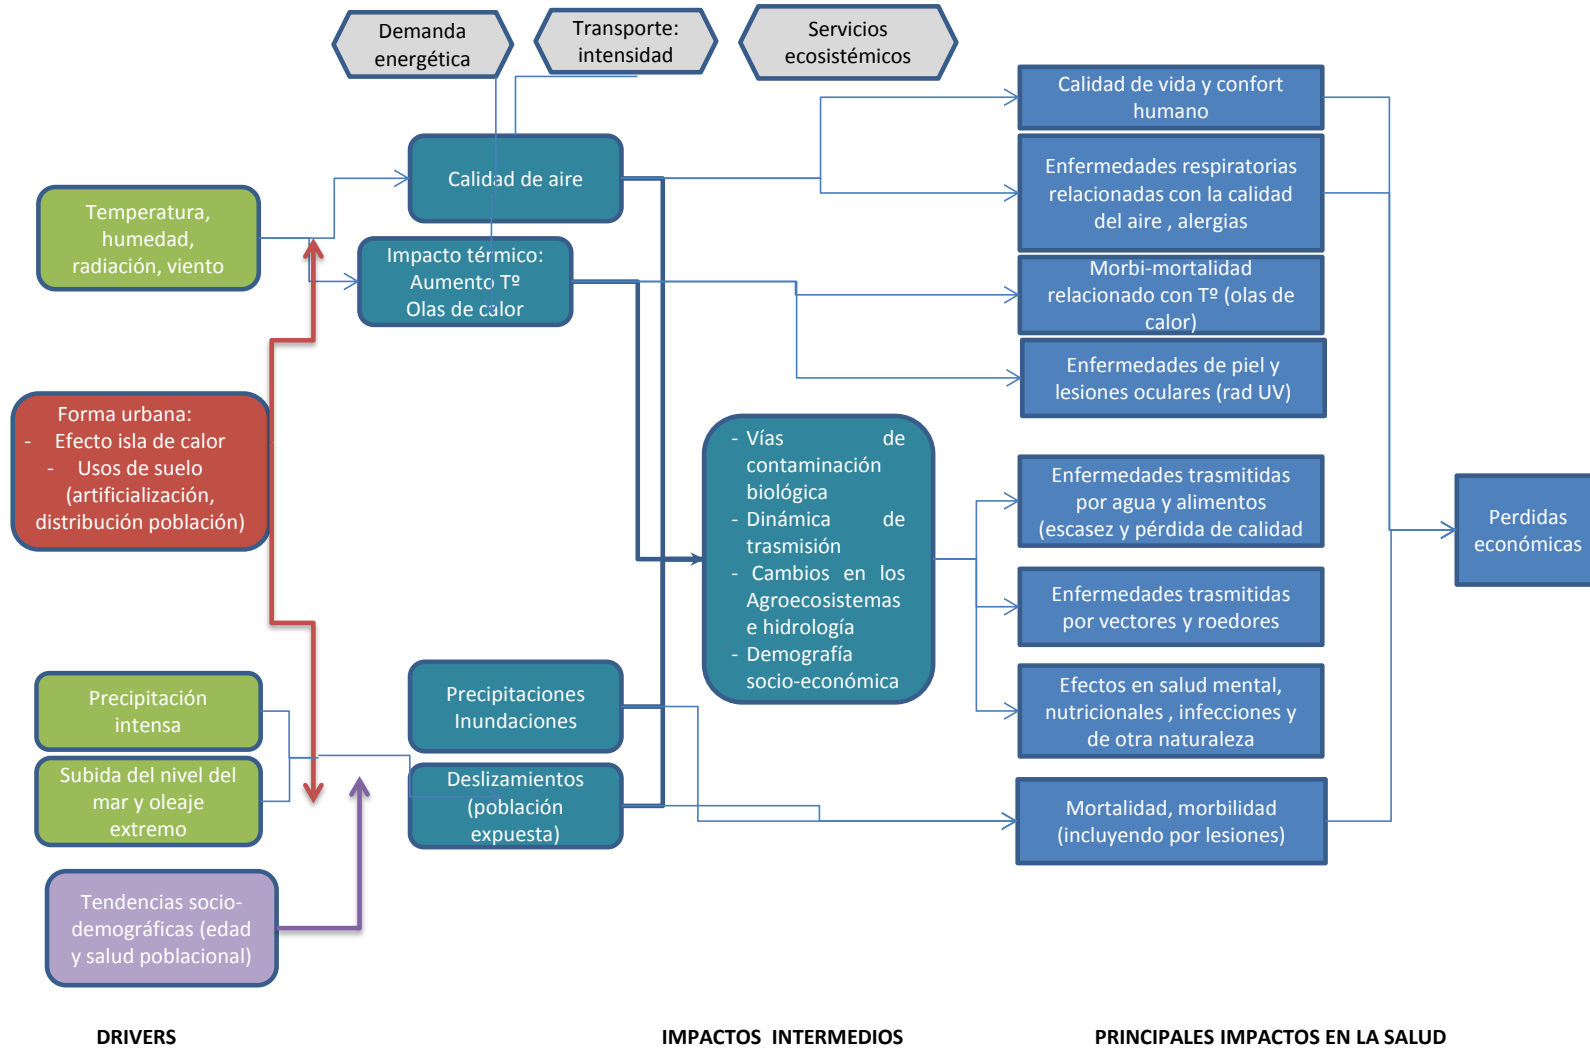 Demanda
energética
Transporte:
intensidad
Servicios
ecosistémicos
Temperatura,
humedad,
radiación, viento
Forma urbana:
- Efecto isla de calor
- Usos de suelo
(artificialización,
distribución población)
Precipitación
intensa
Subida del nivel del
mar y oleaje
extremo
Tendencias socio-
demográficas (edad
y salud poblacional)
Calidad de aire
Impacto térmico:
Aumento Tº
Olas de calor
Precipitaciones
Inundaciones
Deslizamientos
(población
expuesta)
- Vías de
contaminación
biológica
- Dinámica de
trasmisión
- Cambios en los
Agroecosistemas
e hidrología
- Demografía
socio-económica
Calidad de vida y confort
humano
Enfermedades respiratorias
relacionadas con la calidad
del aire , alergias
Morbi-mortalidad
relacionado con Tº (olas de
calor)
Enfermedades de piel y
lesiones oculares (rad UV)
Enfermedades trasmitidas
por agua y alimentos
(escasez y pérdida de calidad
Enfermedades trasmitidas
por vectores y roedores
Efectos en salud mental,
nutricionales , infecciones y
de otra naturaleza
Mortalidad, morbilidad
(incluyendo por lesiones)
Perdidas
económicas
DRIVERS
IMPACTOS INTERMEDIOS
PRINCIPALES IMPACTOS EN LA SALUD